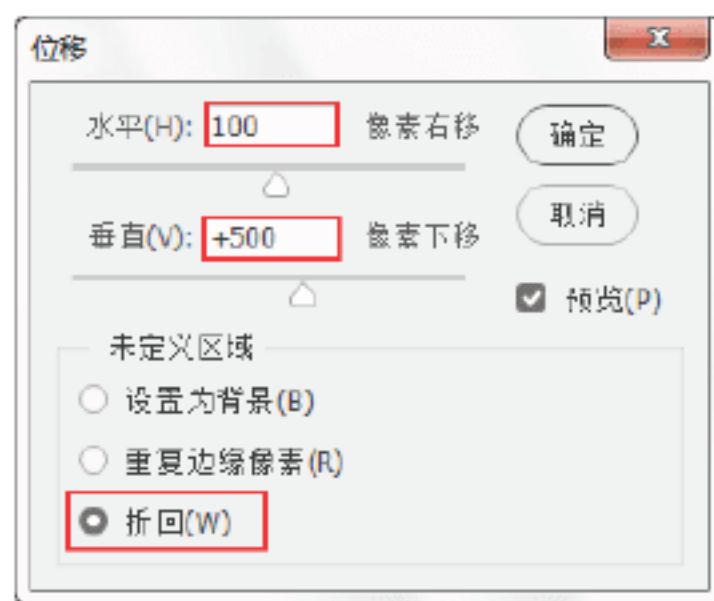 位移
水平(H): 100 像素右移
确定
垂直(V): +500 像素下移
取消
预览(P)
未定义区域
设置为背景(B)
重复边缘像素(R)
折回(W)